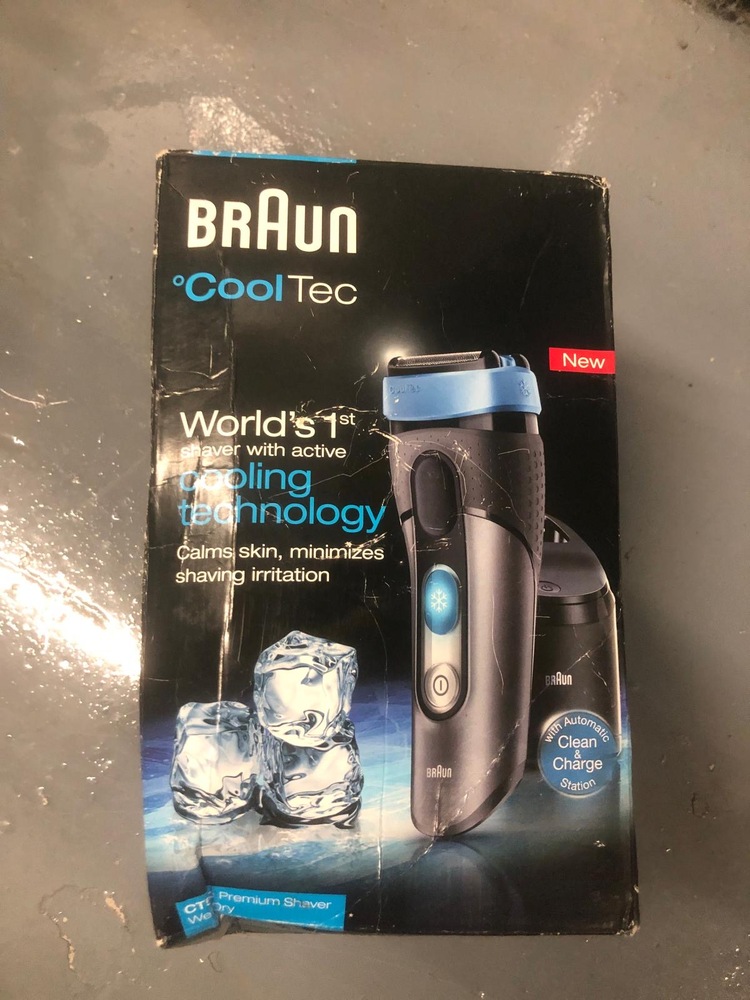 BRAUN
°CoolTec
New
World's 1st
shaver with active
cooling
technology
Calms skin, minimizes
shaving irritation
BRAUN
BRAUN
with Automatic
Clean
&
Charge
Station
Premium Shaver